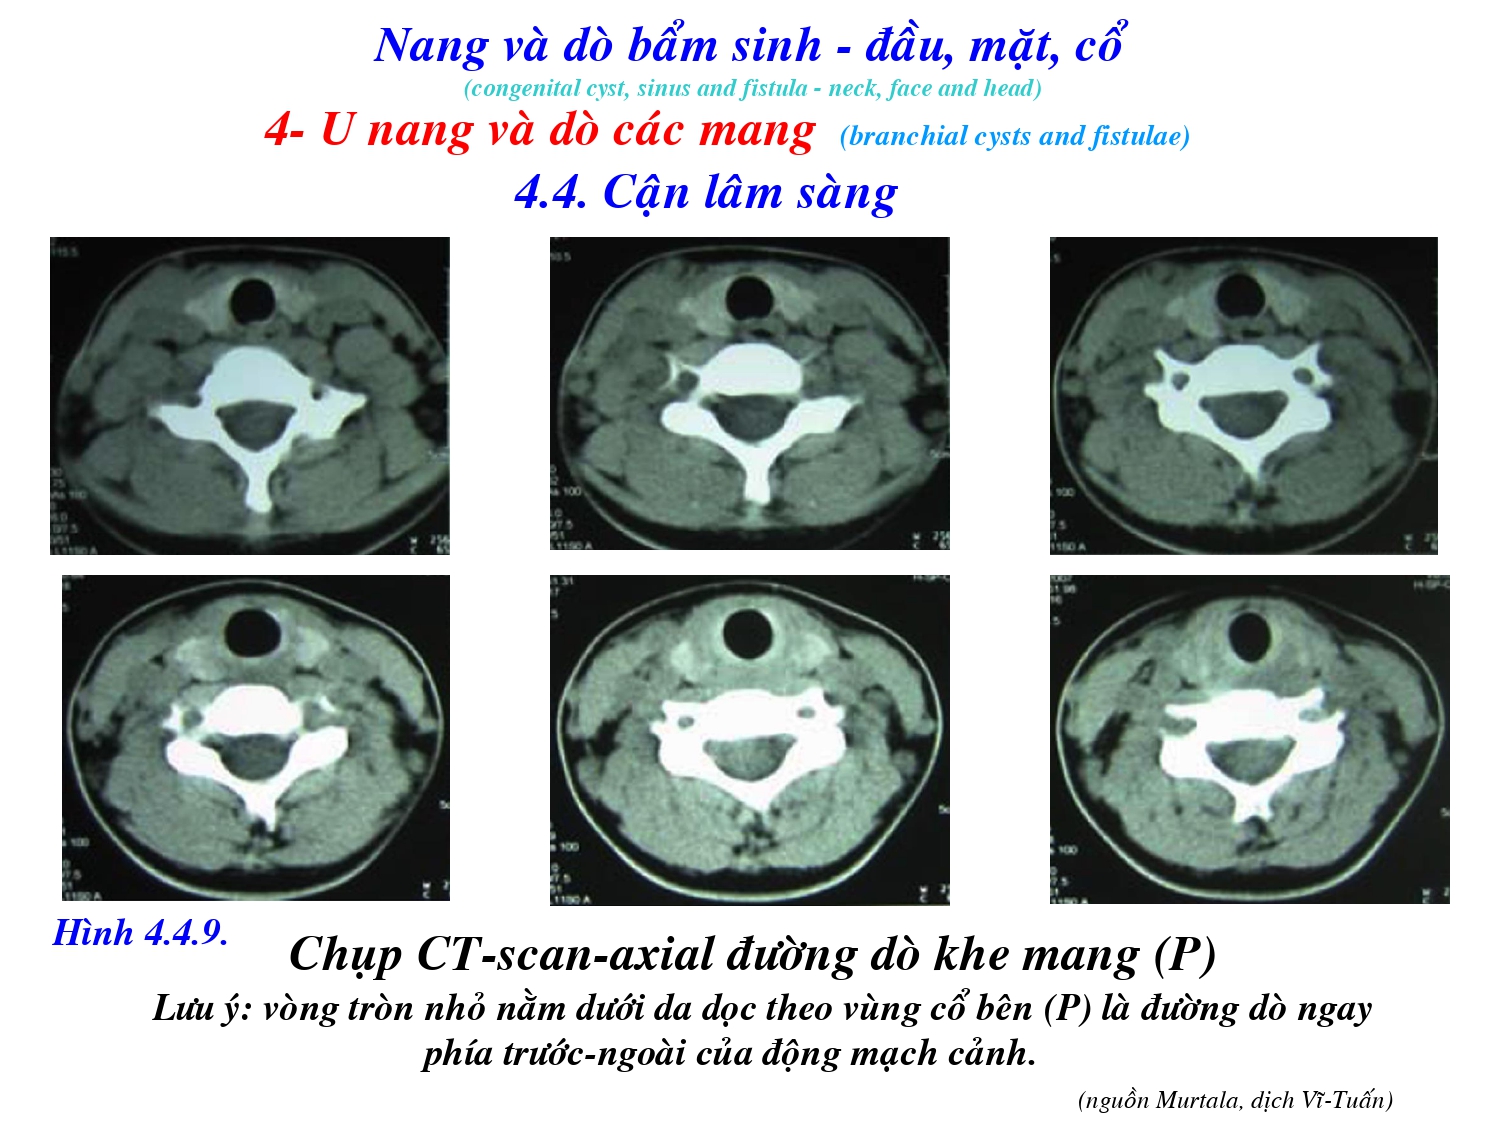 Nang và dò bẩm sinh - đầu, mặt, cổ
(congenital cyst, sinus and fistula - neck, face and head)
4- U nang và dò các mang (branchial cysts and fistulae)
4.4. Cận lâm sàng
Hình 4.4.9.
Chụp CT-scan-axial đường dò khe mang (P)
Lưu ý: vòng tròn nhỏ nằm dưới da dọc theo vùng cổ bên (P) là đường dò ngay
phía trước-ngoài của động mạch cảnh.
(nguồn Murtala, dịch Vĩ-Tuấn)